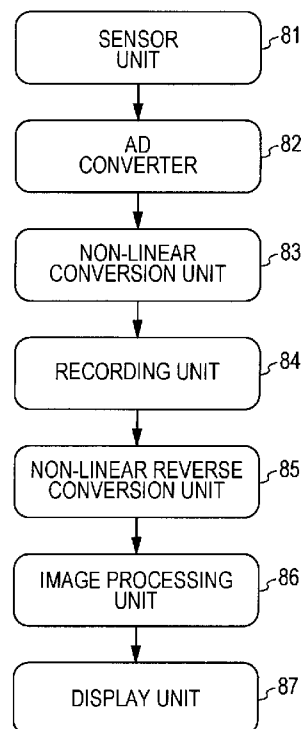 SENSOR
UNIT
81
AD
CONVERTER
82
NON-LINEAR
CONVERSION UNIT
83
RECORDING UNIT
84
NON-LINEAR REVERSE
CONVERSION UNIT
85
IMAGE PROCESSING
UNIT
86
DISPLAY UNIT
87